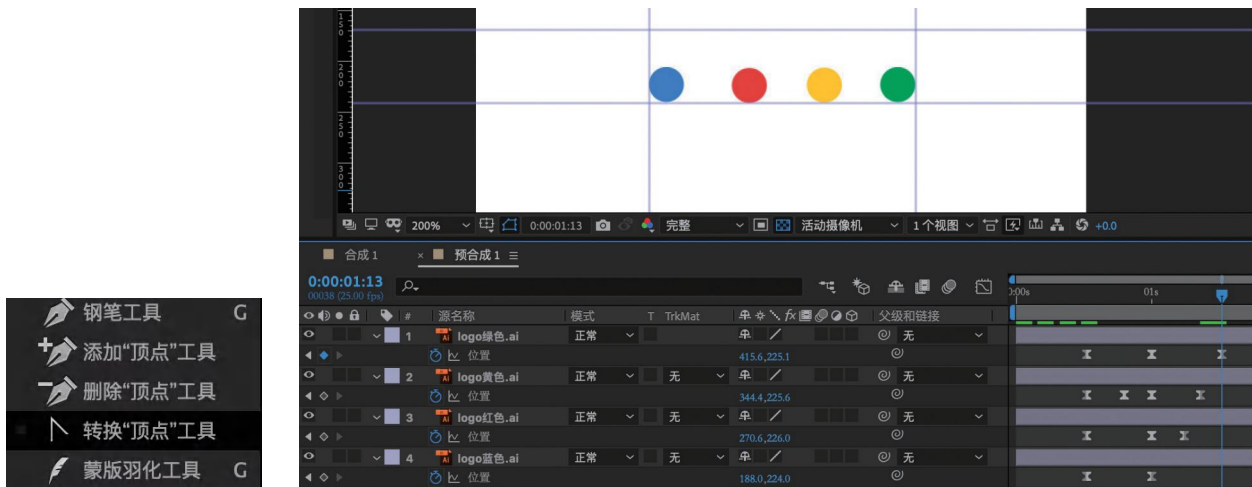 钢笔工具 G
添加“顶点”工具
删除“顶点”工具
转换“顶点”工具
蒙版羽化工具 G
150
200
250
300
200% 0:00:01:13 完整 活动摄像机 1个视图 +0.0
合成 1 × 预合成 1
0:00:01:13
00038 (25.00 fps)
0:00s 01s
# 源名称 模式 T TrkMat fx 父级和链接
1 logo绿色.ai 正常 无
位置 415.6,225.1
2 logo黄色.ai 正常 无 无
位置 344.4,225.6
3 logo红色.ai 正常 无 无
位置 270.6,226.0
4 logo蓝色.ai 正常 无 无
位置 188.0,224.0